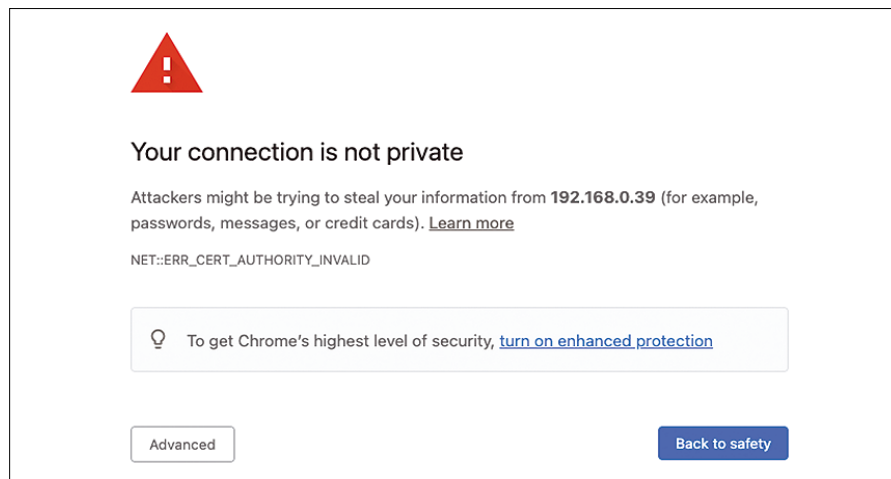 Your connection is not private
Attackers might be trying to steal your information from 192.168.0.39 (for example,
passwords, messages, or credit cards). Learn more
NET::ERR_CERT_AUTHORITY_INVALID
To get Chrome's highest level of security, turn on enhanced protection
Advanced
Back to safety